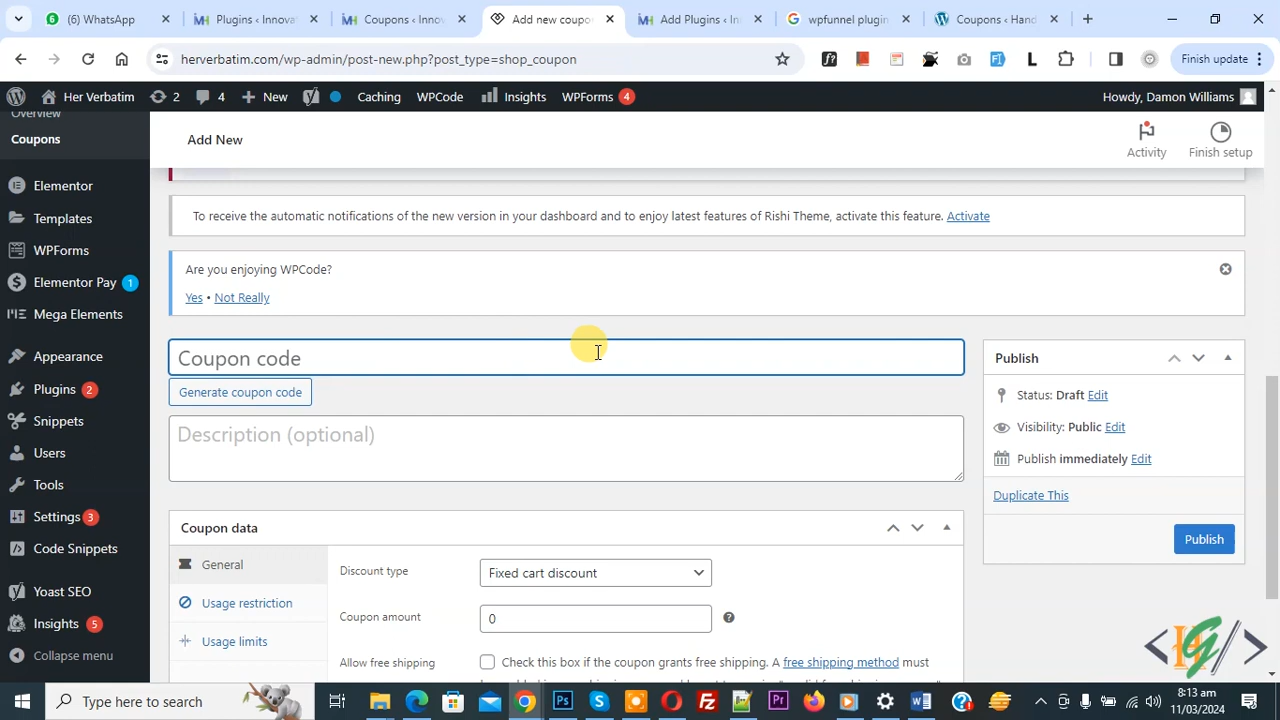 (6) WhatsApp
Plugins ‹ Innova
Coupons ‹ Inno
Add new coupo
Add Plugins ‹ In
wpfunnel plugin
Coupons ‹ Hand
herverbatim.com/wp-admin/post-new.php?post_type=shop_coupon
Finish update
Her Verbatim
2
4
New
Caching
WPCode
Insights
WPForms 4
Howdy, Damon Williams
Overview
Coupons
Elementor
Templates
WPForms
Elementor Pay 1
Mega Elements
Appearance
Plugins 2
Snippets
Users
Tools
Settings 3
Code Snippets
Yoast SEO
Insights 5
Collapse menu
Add New
Activity
Finish setup
To receive the automatic notifications of the new version in your dashboard and to enjoy latest features of Rishi Theme, activate this feature. Activate
Are you enjoying WPCode?
Yes • Not Really
Coupon code
Generate coupon code
Description (optional)
Publish
Status: Draft Edit
Visibility: Public Edit
Publish immediately Edit
Duplicate This
Publish
Coupon data
General
Usage restriction
Usage limits
Discount type
Fixed cart discount
Coupon amount
0
Allow free shipping
Check this box if the coupon grants free shipping. A free shipping method must
Type here to search
8:13 am
11/03/2024